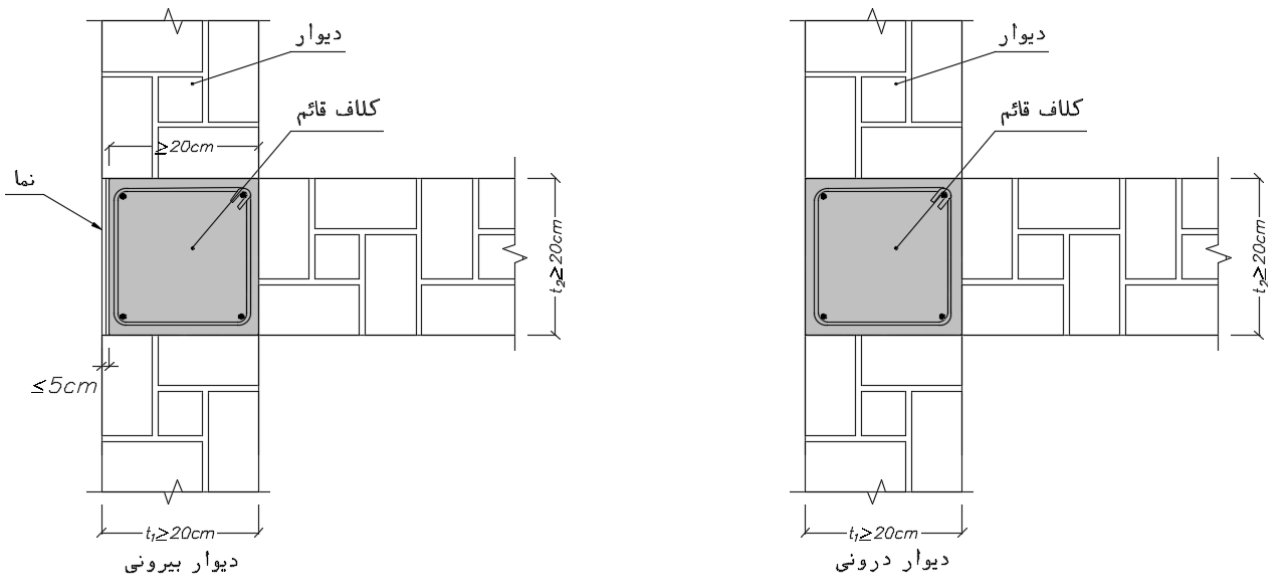 دیوار
کلاف قائم
≥20cm
نما
t₂≥20cm
≤5cm
t₁≥20cm
دیوار بیرونی
دیوار
کلاف قائم
t₂≥20cm
t₁≥20cm
دیوار درونی